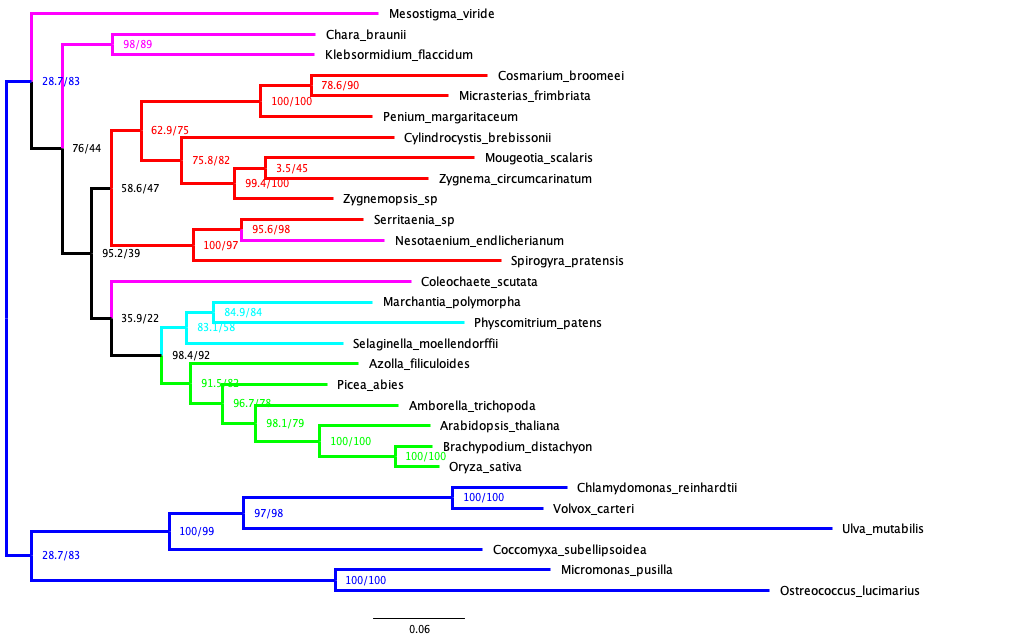 Mesostigma_viride
Chara_braunii
98/89
Klebsormidium_flaccidum
Cosmarium_broomeei
28.7/83
78.6/90
Micrasterias_frimbriata
100/100
Penium_margaritaceum
62.9/75
Cylindrocystis_brebissonii
76/44
Mougeotia_scalaris
75.8/82
3.5/45
Zygnema_circumcarinatum
99.4/100
58.6/47
Zygnemopsis_sp
Serritaenia_sp
95.6/98
Nesotaenium_endlicherianum
100/97
95.2/39
Spirogyra_pratensis
Coleochaete_scutata
Marchantia_polymorpha
84.9/84
35.9/22
Physcomitrium_patens
83.1/58
Selaginella_moellendorffii
98.4/92
Azolla_filiculoides
91.5/82
Picea_abies
96.7/78
Amborella_trichopoda
98.1/79
Arabidopsis_thaliana
100/100
Brachypodium_distachyon
100/100
Oryza_sativa
Chlamydomonas_reinhardtii
100/100
Volvox_carteri
97/98
Ulva_mutabilis
100/99
Coccomyxa_subellipsoidea
28.7/83
Micromonas_pusilla
100/100
Ostreococcus_lucimarius
0.06